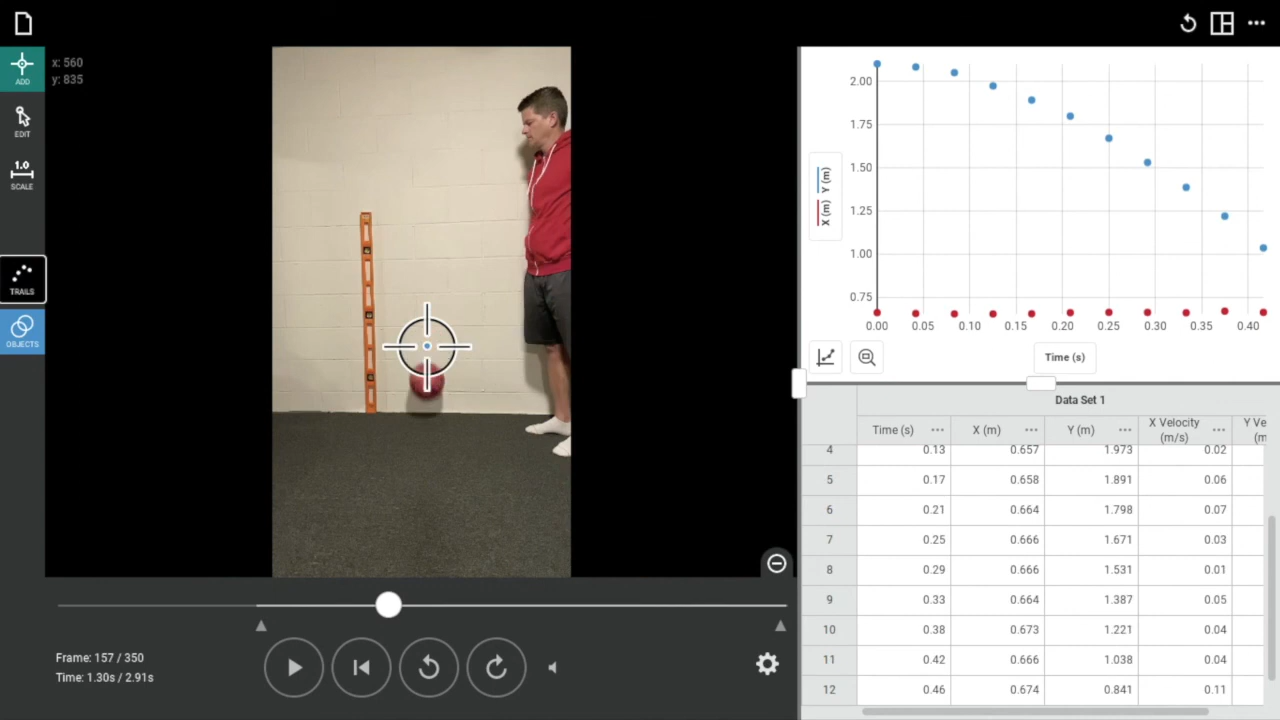 x: 560
y: 835
ADD
EDIT
1.0
SCALE
TRAILS
OBJECTS
Frame: 157 / 350
Time: 1.30s / 2.91s
X (m) Y (m)
2.00
1.75
1.50
1.25
1.00
0.75
0.00 0.05 0.10 0.15 0.20 0.25 0.30 0.35 0.40
Time (s)
Data Set 1
Time (s) X (m) Y (m) X Velocity (m/s) Y Ve (m
4 0.13 0.657 1.973 0.02
5 0.17 0.658 1.891 0.06
6 0.21 0.664 1.798 0.07
7 0.25 0.666 1.671 0.03
8 0.29 0.666 1.531 0.01
9 0.33 0.664 1.387 0.05
10 0.38 0.673 1.221 0.04
11 0.42 0.666 1.038 0.04
12 0.46 0.674 0.841 0.11